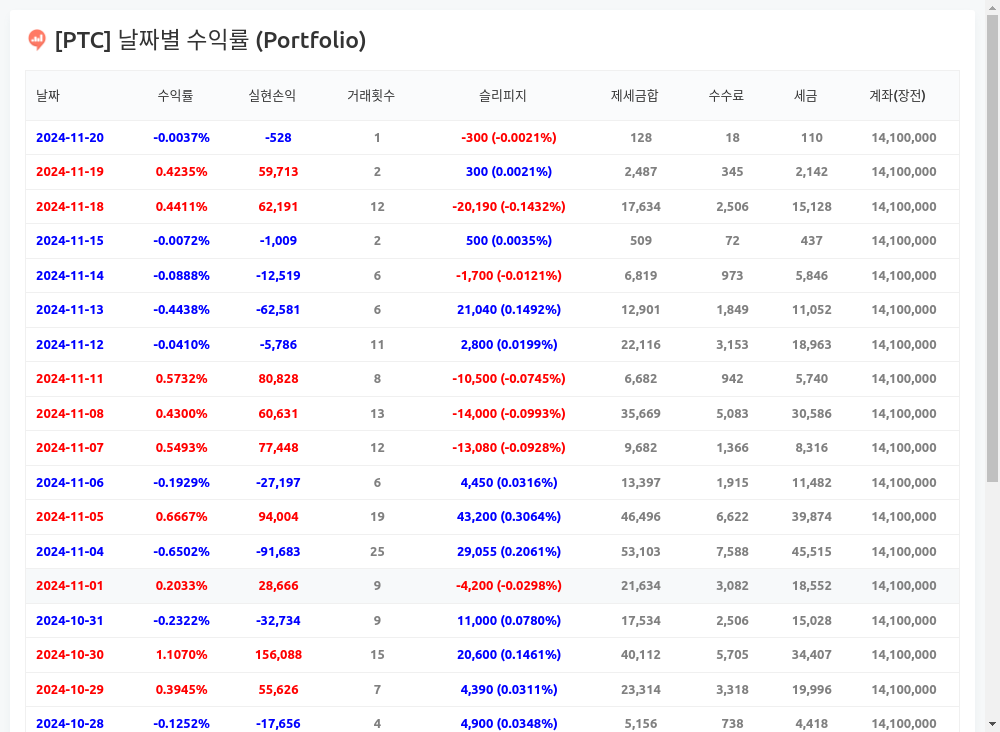 [PTC] 날짜별 수익률 (Portfolio)
날짜 수익률 실현손익 거래횟수 슬리피지 제세금합 수수료 세금 계좌(장전)
2024-11-20 -0.0037% -528 1 -300 (-0.0021%) 128 18 110 14,100,000
2024-11-19 0.4235% 59,713 2 300 (0.0021%) 2,487 345 2,142 14,100,000
2024-11-18 0.4411% 62,191 12 -20,190 (-0.1432%) 17,634 2,506 15,128 14,100,000
2024-11-15 -0.0072% -1,009 2 500 (0.0035%) 509 72 437 14,100,000
2024-11-14 -0.0888% -12,519 6 -1,700 (-0.0121%) 6,819 973 5,846 14,100,000
2024-11-13 -0.4438% -62,581 6 21,040 (0.1492%) 12,901 1,849 11,052 14,100,000
2024-11-12 -0.0410% -5,786 11 2,800 (0.0199%) 22,116 3,153 18,963 14,100,000
2024-11-11 0.5732% 80,828 8 -10,500 (-0.0745%) 6,682 942 5,740 14,100,000
2024-11-08 0.4300% 60,631 13 -14,000 (-0.0993%) 35,669 5,083 30,586 14,100,000
2024-11-07 0.5493% 77,448 12 -13,080 (-0.0928%) 9,682 1,366 8,316 14,100,000
2024-11-06 -0.1929% -27,197 6 4,450 (0.0316%) 13,397 1,915 11,482 14,100,000
2024-11-05 0.6667% 94,004 19 43,200 (0.3064%) 46,496 6,622 39,874 14,100,000
2024-11-04 -0.6502% -91,683 25 29,055 (0.2061%) 53,103 7,588 45,515 14,100,000
2024-11-01 0.2033% 28,666 9 -4,200 (-0.0298%) 21,634 3,082 18,552 14,100,000
2024-10-31 -0.2322% -32,734 9 11,000 (0.0780%) 17,534 2,506 15,028 14,100,000
2024-10-30 1.1070% 156,088 15 20,600 (0.1461%) 40,112 5,705 34,407 14,100,000
2024-10-29 0.3945% 55,626 7 4,390 (0.0311%) 23,314 3,318 19,996 14,100,000
2024-10-28 -0.1252% -17,656 4 4,900 (0.0348%) 5,156 738 4,418 14,100,000